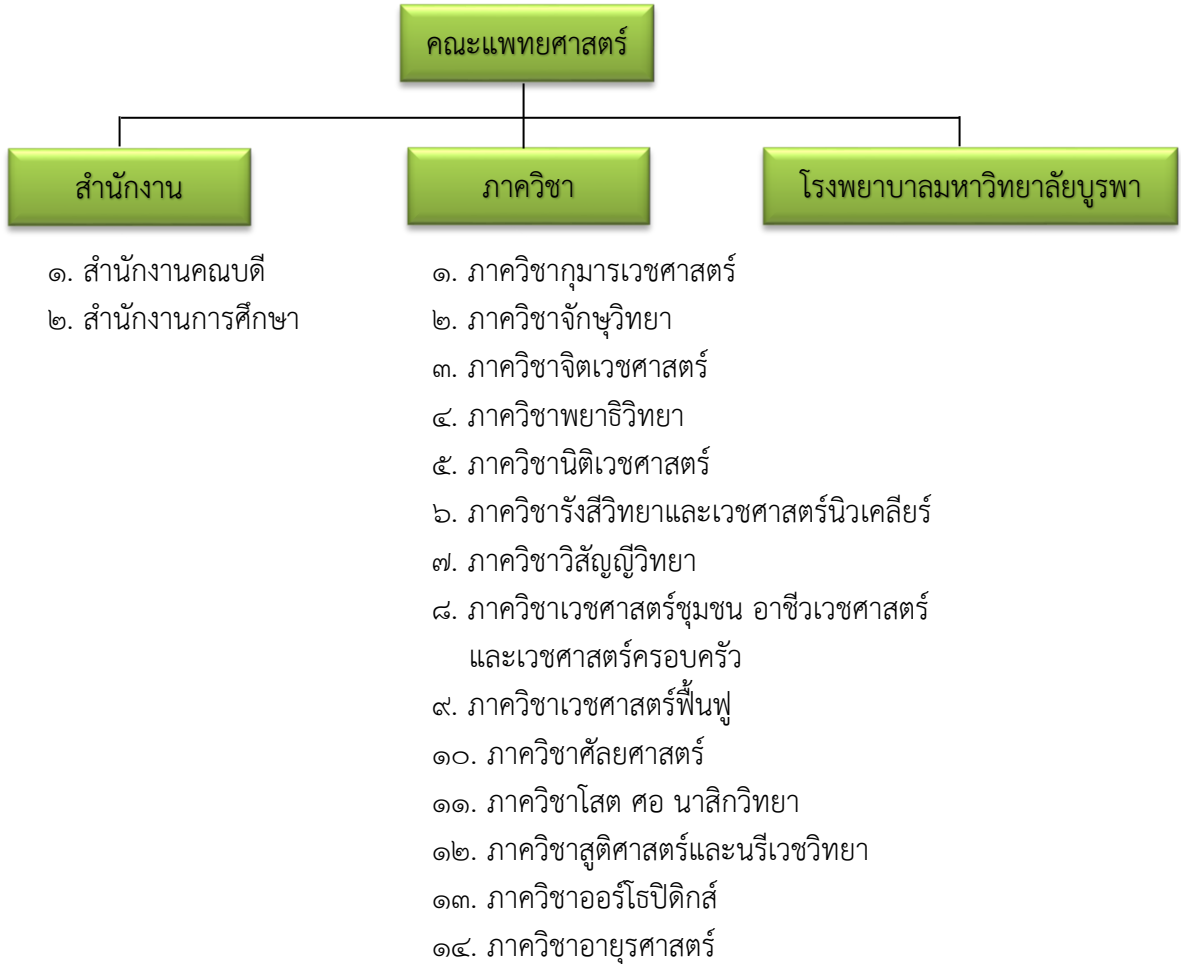 คณะแพทยศาสตร์
สำนักงาน
ภาควิชา
โรงพยาบาลมหาวิทยาลัยบูรพา
๑. สำนักงานคณบดี
๒. สำนักงานการศึกษา
๑. ภาควิชากุมารเวชศาสตร์
๒. ภาควิชาจักษุวิทยา
๓. ภาควิชาจิตเวชศาสตร์
๔. ภาควิชาพยาธิวิทยา
๕. ภาควิชานิติเวชศาสตร์
๖. ภาควิชารังสีวิทยาและเวชศาสตร์นิวเคลียร์
๗. ภาควิชาวิสัญญีวิทยา
๘. ภาควิชาเวชศาสตร์ชุมชน อาชีวเวชศาสตร์
และเวชศาสตร์ครอบครัว
๙. ภาควิชาเวชศาสตร์ฟื้นฟู
๑๐. ภาควิชาศัลยศาสตร์
๑๑. ภาควิชาโสต ศอ นาสิกวิทยา
๑๒. ภาควิชาสูติศาสตร์และนรีเวชวิทยา
๑๓. ภาควิชาออร์โธปิดิกส์
๑๔. ภาควิชาอายุรศาสตร์